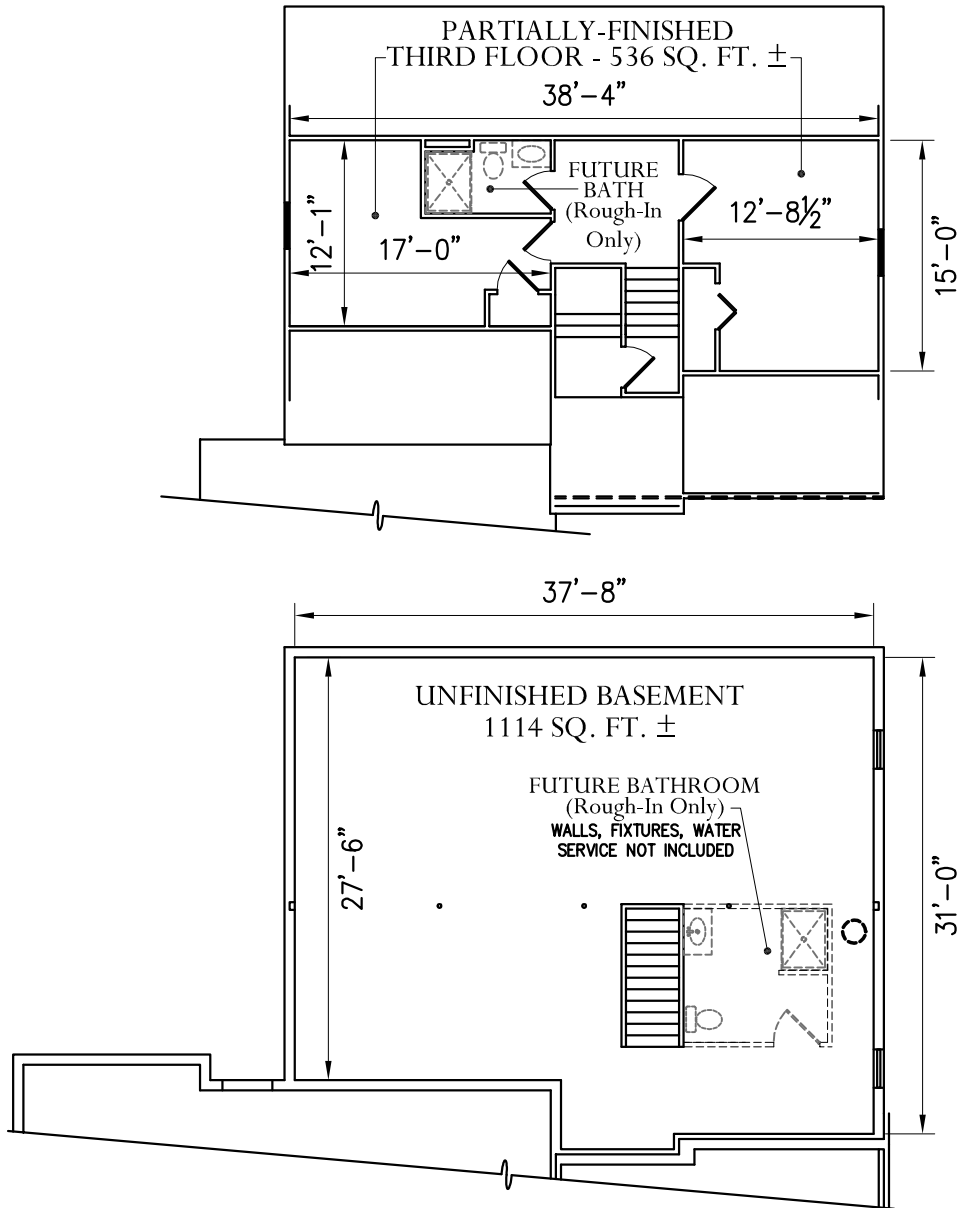 PARTIALLY-FINISHED
THIRD FLOOR - 536 SQ. FT. ±
38'-4"
FUTURE
BATH
(Rough-In
Only)
12'-1"
17'-0"
12'-8½"
15'-0"
37'-8"
UNFINISHED BASEMENT
1114 SQ. FT. ±
FUTURE BATHROOM
(Rough-In Only)
WALLS, FIXTURES, WATER
SERVICE NOT INCLUDED
27'-6"
31'-0"